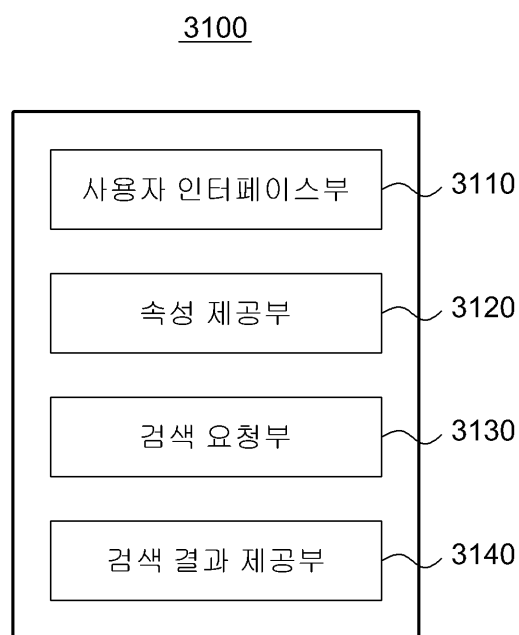 3100
사용자 인터페이스부 3110
속성 제공부 3120
검색 요청부 3130
검색 결과 제공부 3140